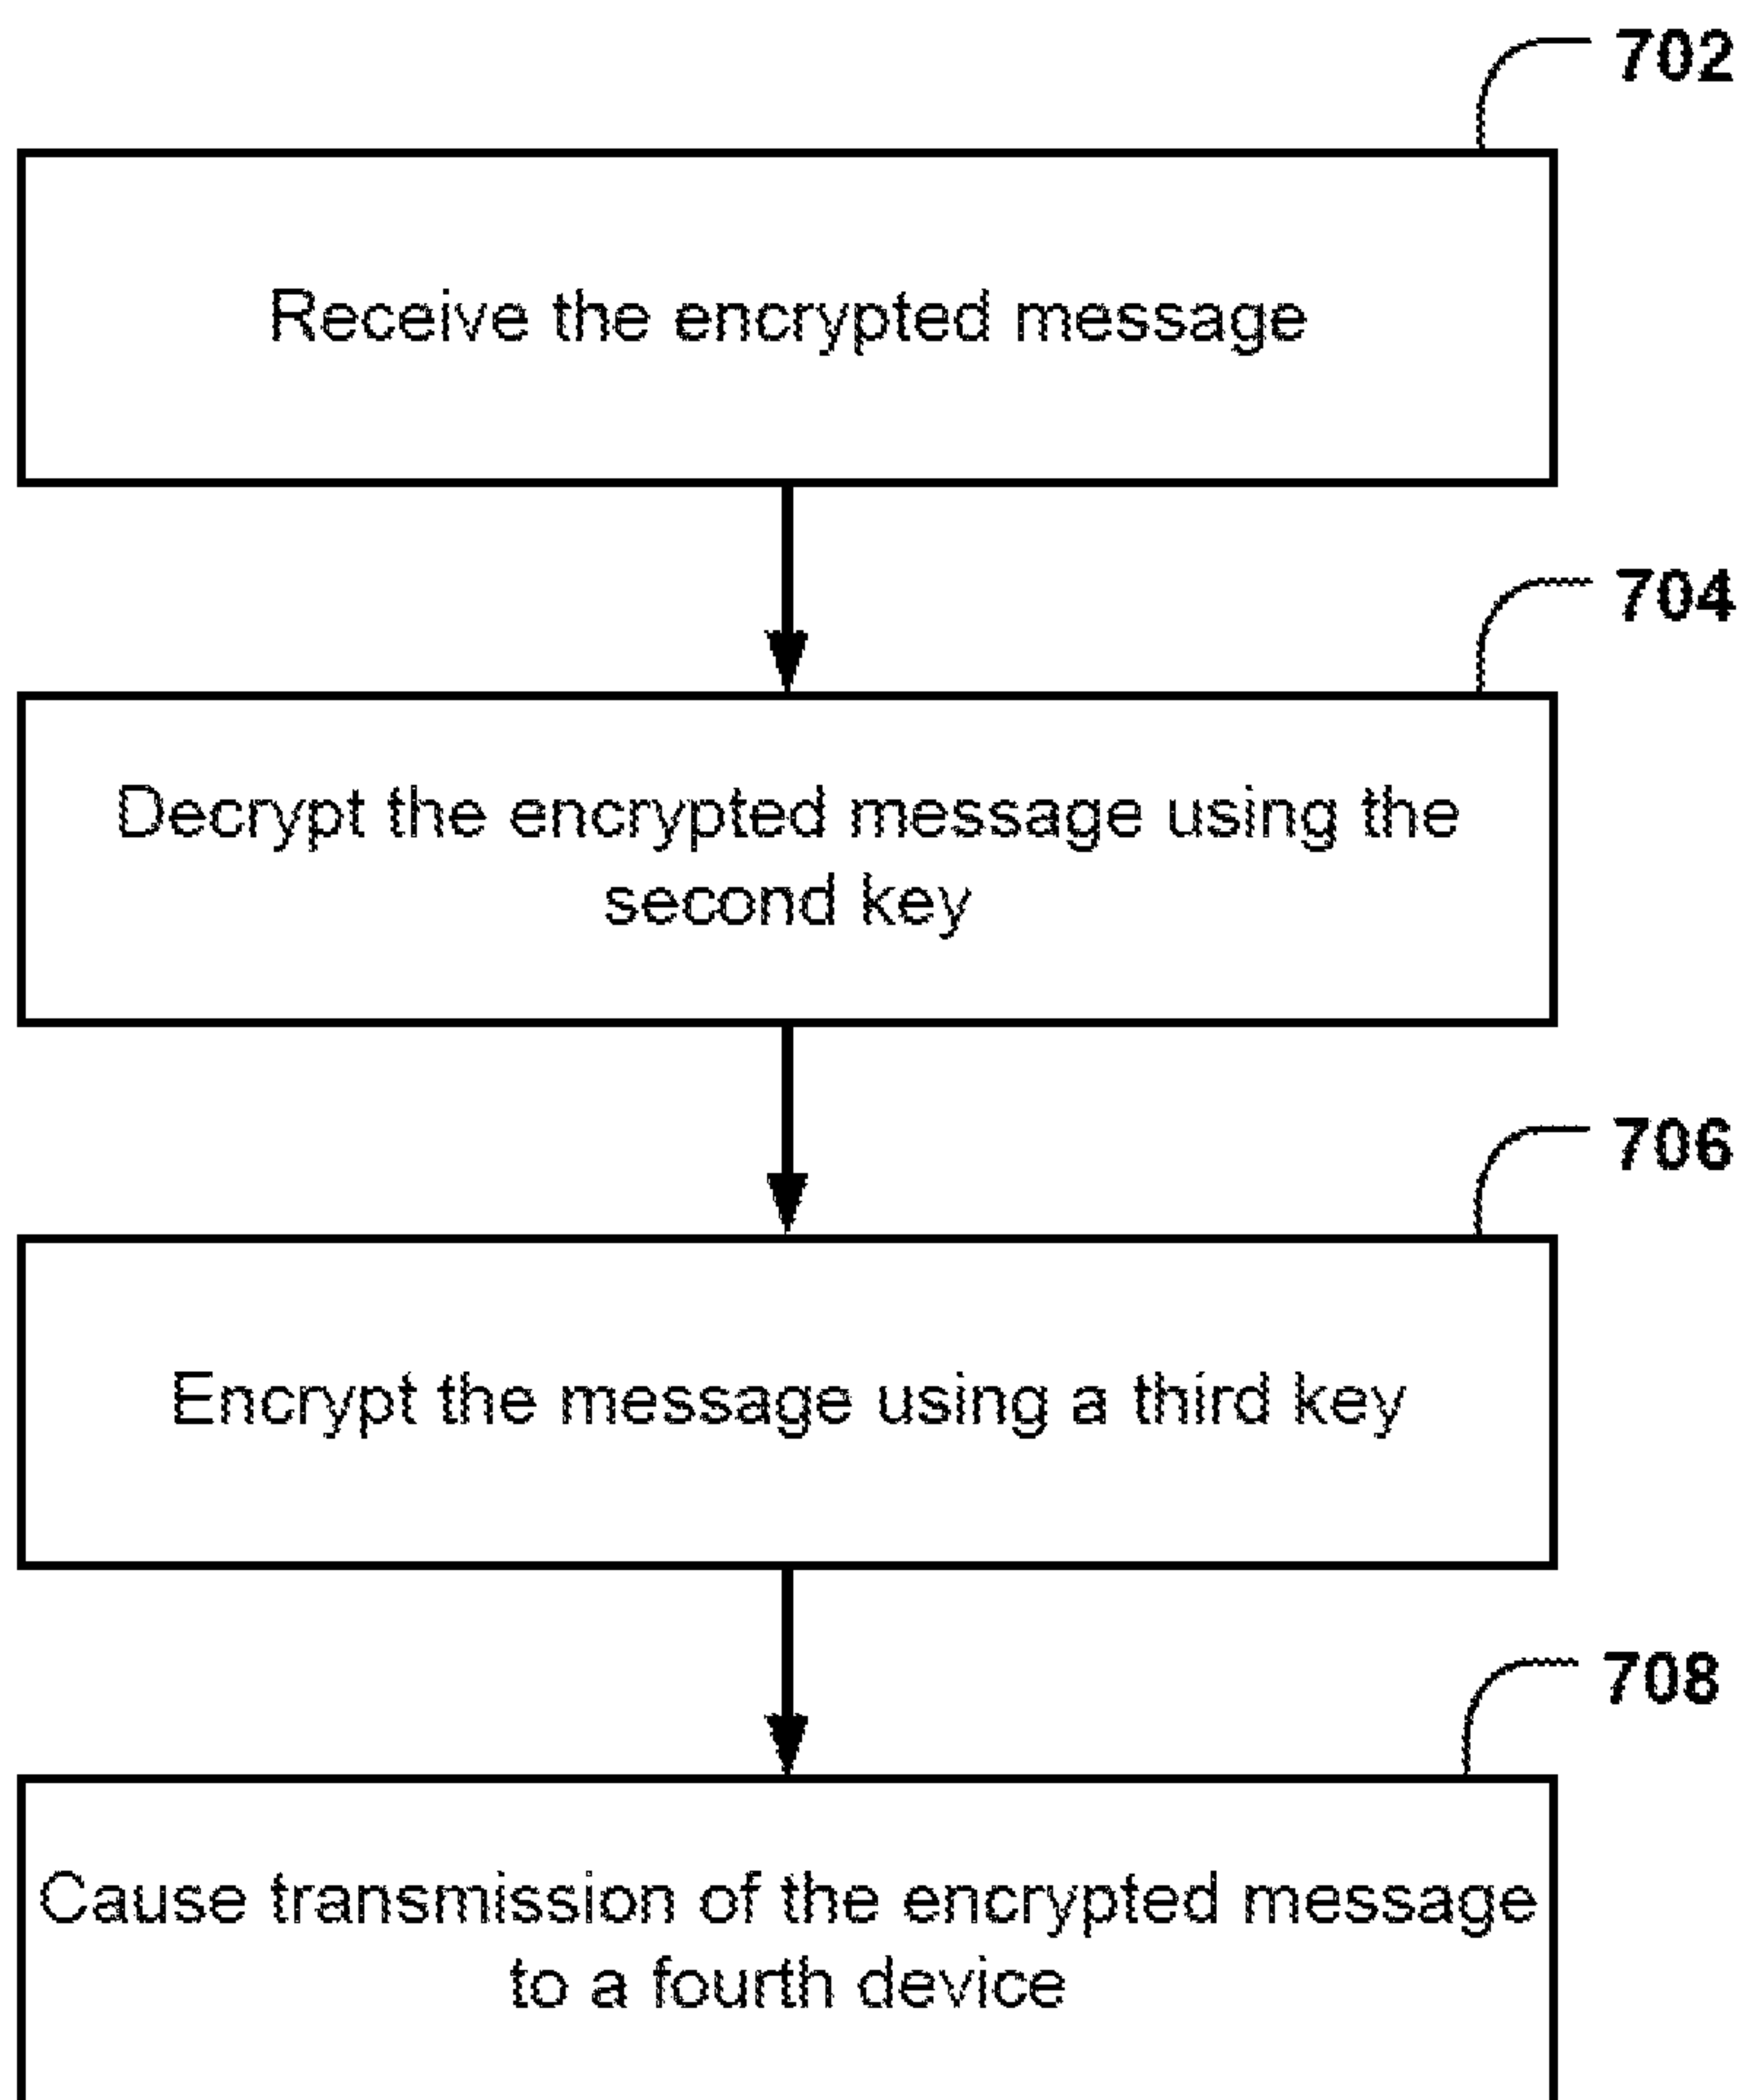 702
Receive the encrypted message
704
Decrypt the encrypted message using the
second key
706
Encrypt the message using a third key
708
Cause transmission of the encrypted message
to a fourth device